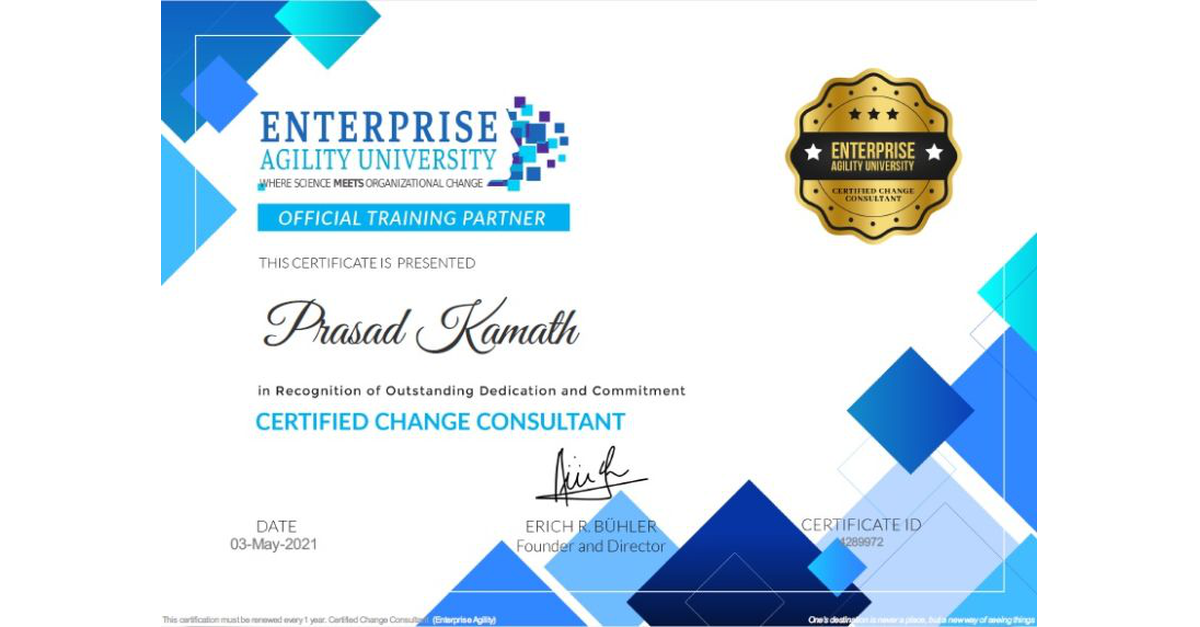 ENTERPRISE
AGILITY UNIVERSITY
WHERE SCIENCE MEETS ORGANIZATIONAL CHANGE
OFFICIAL TRAINING PARTNER
ENTERPRISE
AGILITY UNIVERSITY
CERTIFIED CHANGE
CONSULTANT
THIS CERTIFICATE IS PRESENTED
Prasad Kamath
in Recognition of Outstanding Dedication and Commitment
CERTIFIED CHANGE CONSULTANT
DATE
03-May-2021
ERICH R. BÜHLER
Founder and Director
CERTIFICATE ID
4289972
This certification must be renewed every 1 year. Certified Change Consultant (Enterprise Agility)
One's destination is never a place, but a new way of seeing things